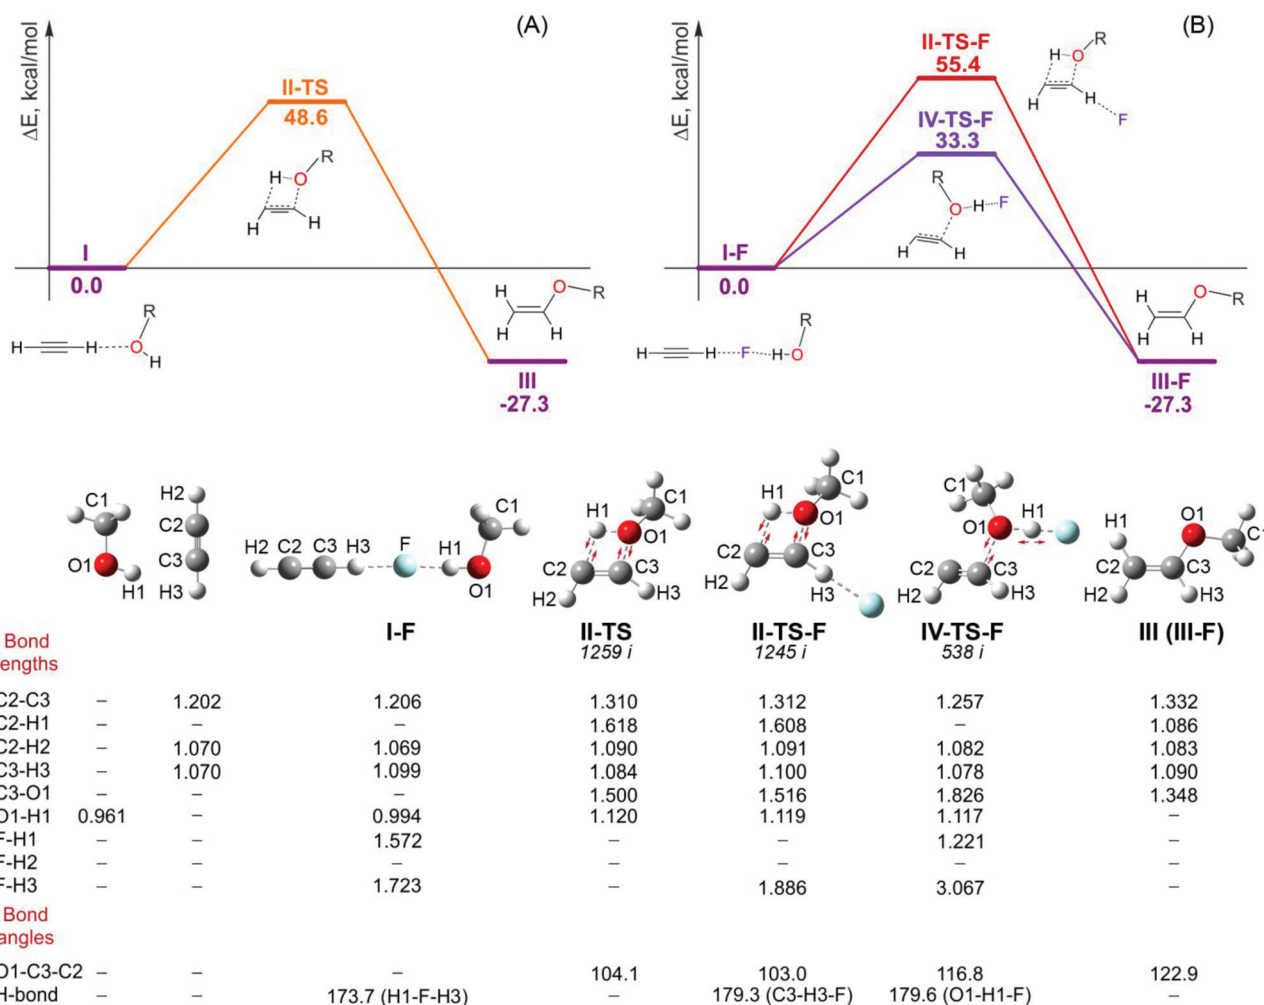 (A)
ΔE, kcal/mol
II-TS
48.6
R
H
O
H
H
I
0.0
R
H
H
O
H
H
O
R
H
H
III
-27.3
(B)
ΔE, kcal/mol
II-TS-F
55.4
R
H
O
H
H
F
IV-TS-F
33.3
R
O
H
F
H
H
I-F
0.0
R
H
H
F
H
O
H
O
R
H
H
III-F
-27.3
C1
O1
H1
H2
C2
C3
H3
H2
C2
C3
H3
F
H1
O1
H1
C1
O1
C2
C3
H2
H3
H1
C1
O1
C2
C3
H2
H3
C1
H1
O1
C2
C3
H2
H3
H1
O1
C1
C2
C3
H2
H3
I-F II-TS II-TS-F IV-TS-F III (III-F)
1259 i 1245 i 538 i
Bond
engths
C2-C3 – 1.202 1.206 1.310 1.312 1.257 1.332
C2-H1 – – – 1.618 1.608 – 1.086
C2-H2 – 1.070 1.069 1.090 1.091 1.082 1.083
C3-H3 – 1.070 1.099 1.084 1.100 1.078 1.090
C3-O1 – – – 1.500 1.516 1.826 1.348
O1-H1 0.961 – 0.994 1.120 1.119 1.117 –
F-H1 – – 1.572 – – 1.221 –
F-H2 – – – – – – –
F-H3 – – 1.723 – 1.886 3.067 –
Bond
angles
O1-C3-C2 – – – 104.1 103.0 116.8 122.9
H-bond – – 173.7 (H1-F-H3) – 179.3 (C3-H3-F) 179.6 (O1-H1-F) –